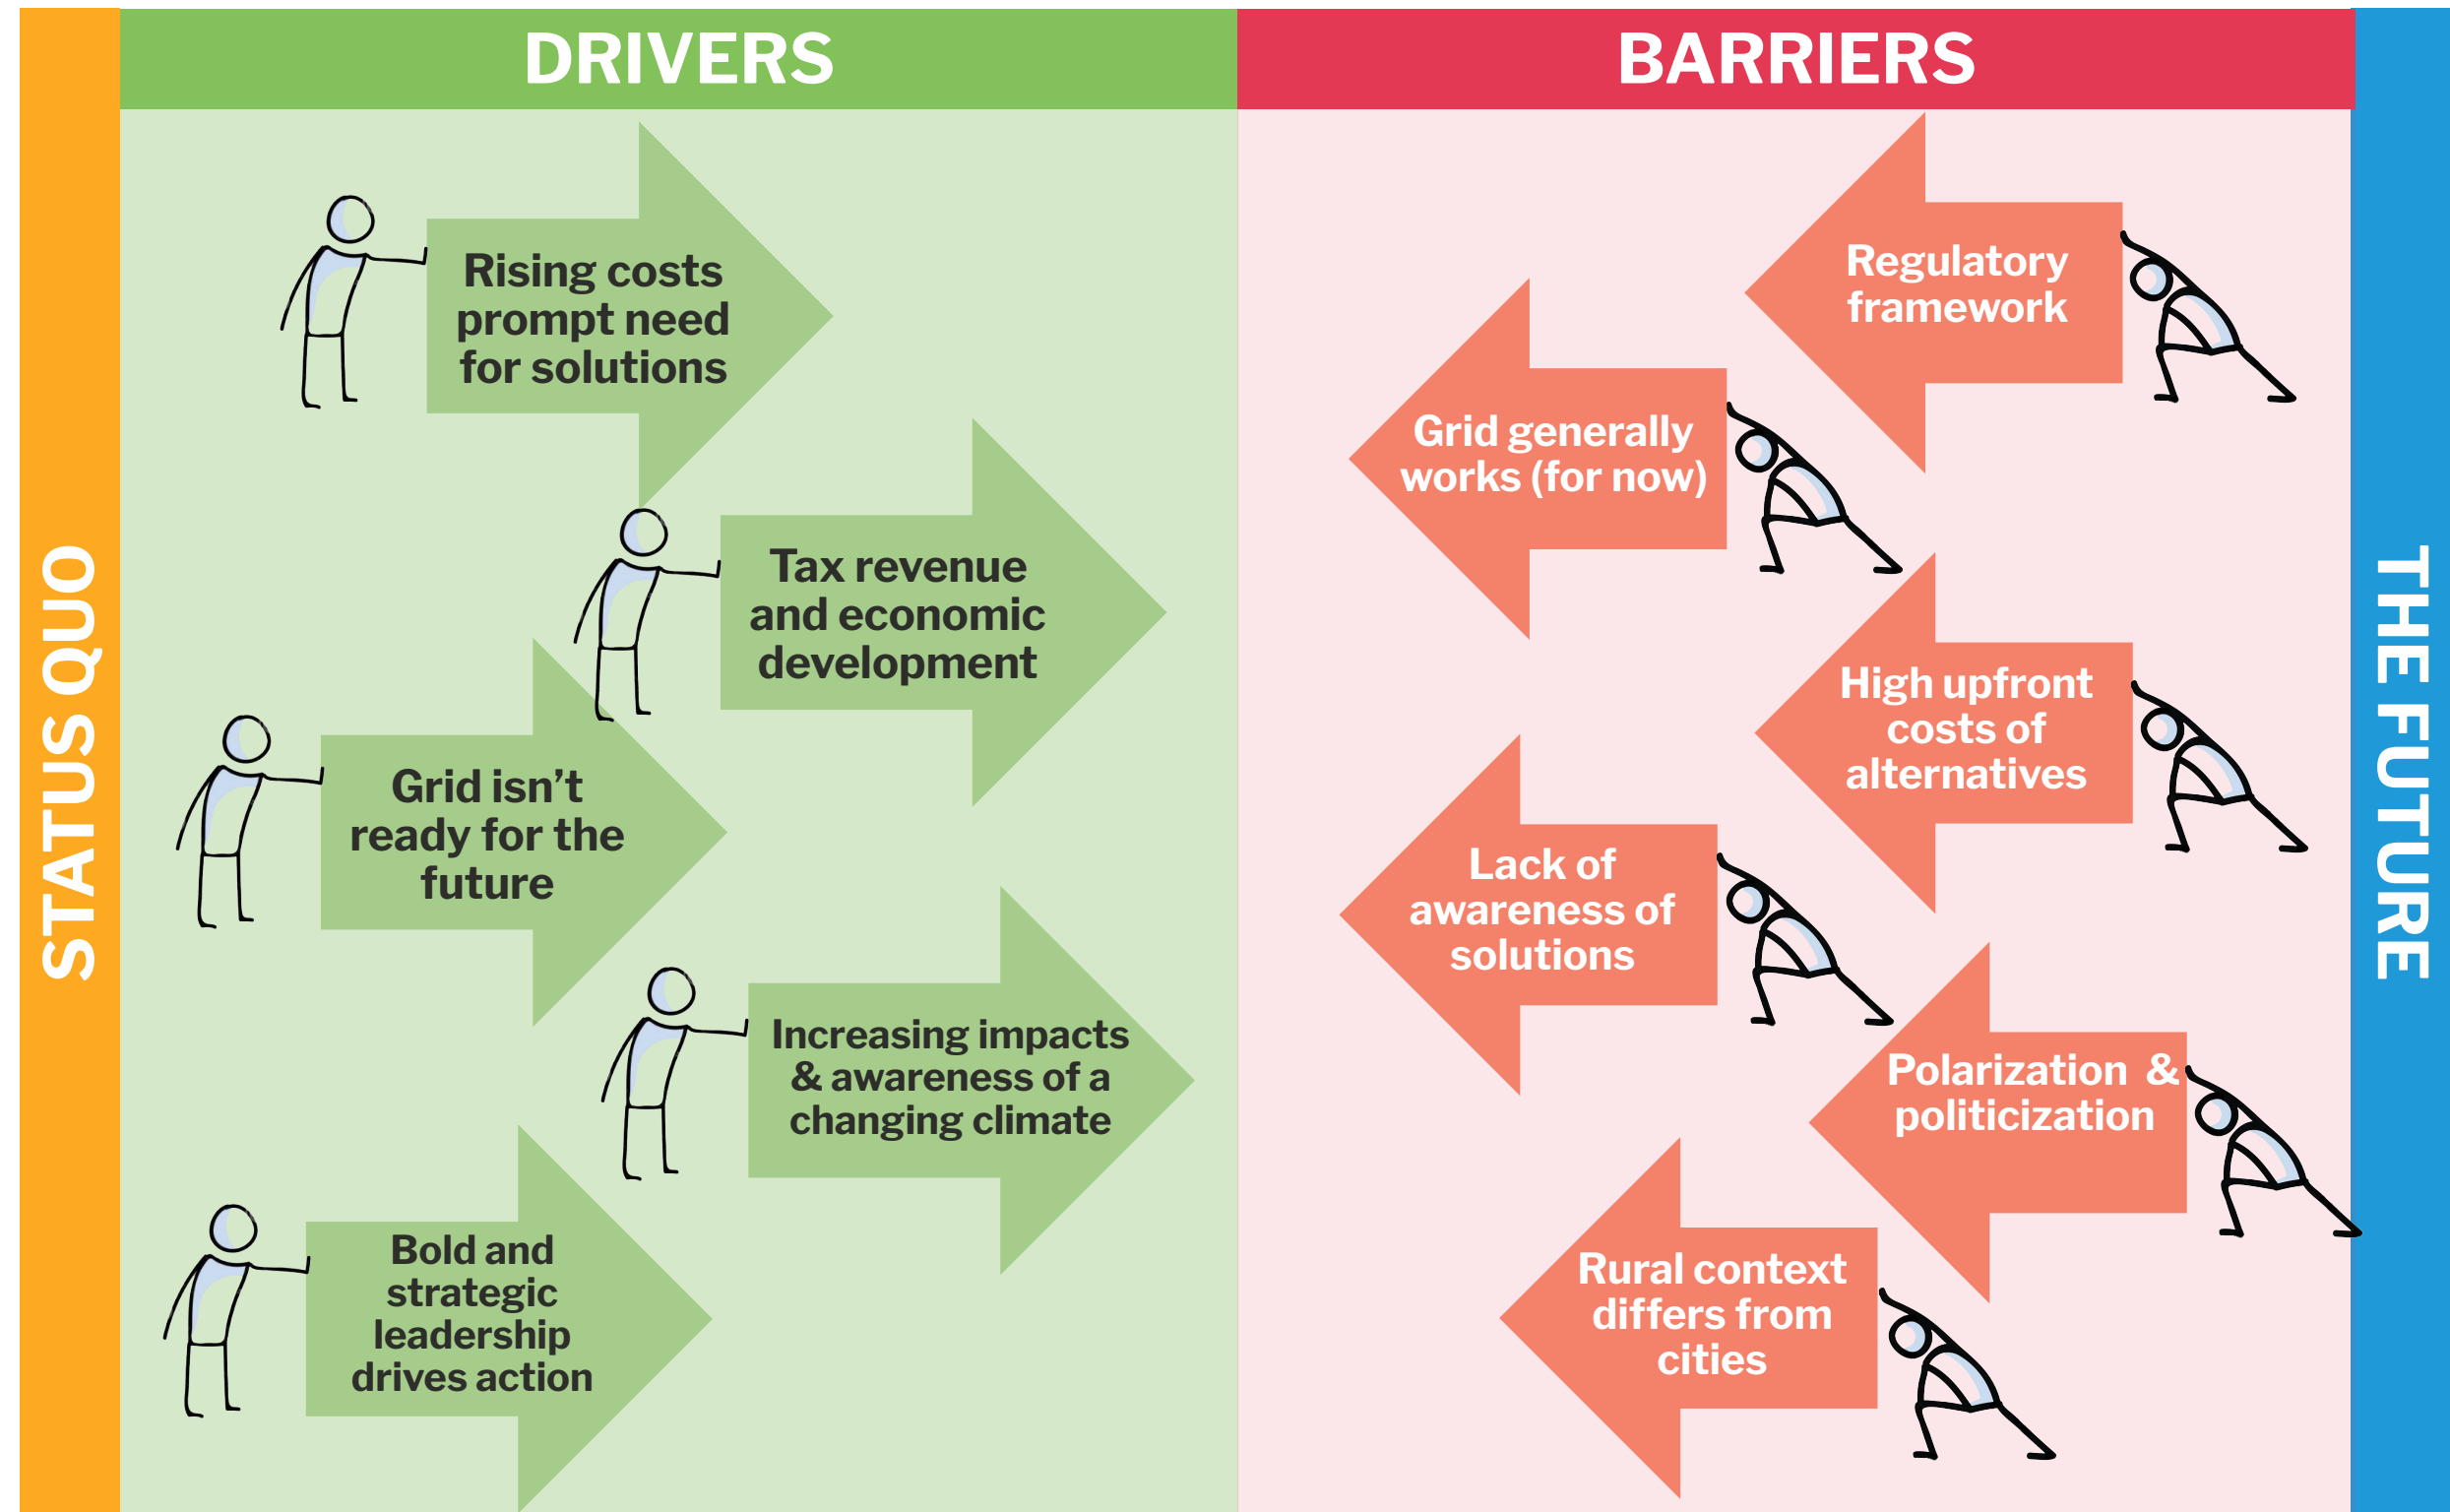 DRIVERS
BARRIERS
STATUS QUO
Rising costs
prompt need
for solutions
Tax revenue
and economic
development
Grid isn’t
ready for the
future
Increasing impacts
& awareness of a
changing climate
Bold and
strategic
leadership
drives action
Regulatory
framework
Grid generally
works (for now)
High upfront
costs of
alternatives
Lack of
awareness of
solutions
Polarization &
politicization
Rural context
differs from
cities
THE FUTURE